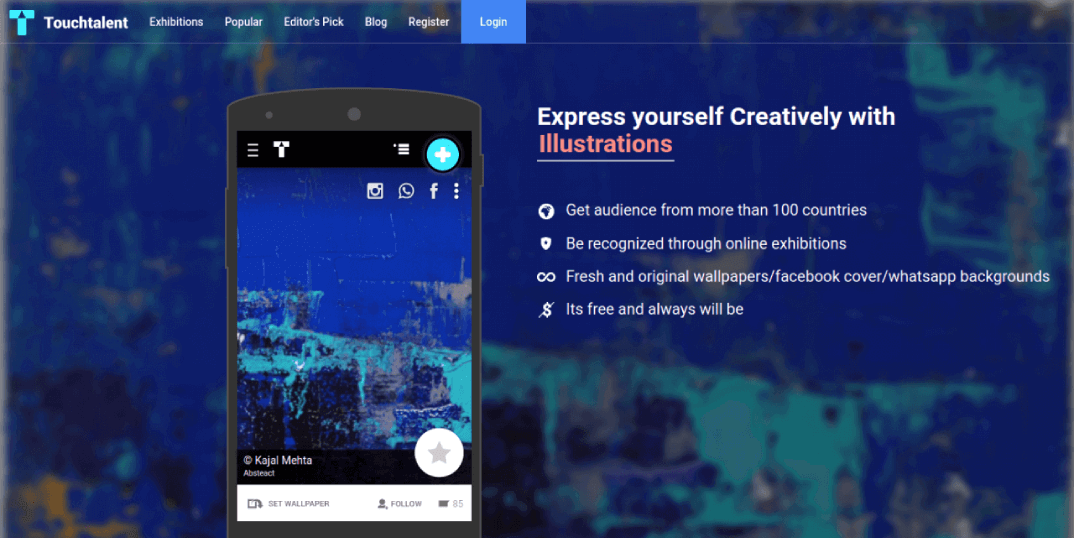 Touchtalent Exhibitions Popular Editor's Pick Blog Register Login
Express yourself Creatively with
Illustrations
Get audience from more than 100 countries
Be recognized through online exhibitions
Fresh and original wallpapers/facebook cover/whatsapp backgrounds
Its free and always will be
© Kajal Mehta
Absteact
SET WALLPAPER FOLLOW 85